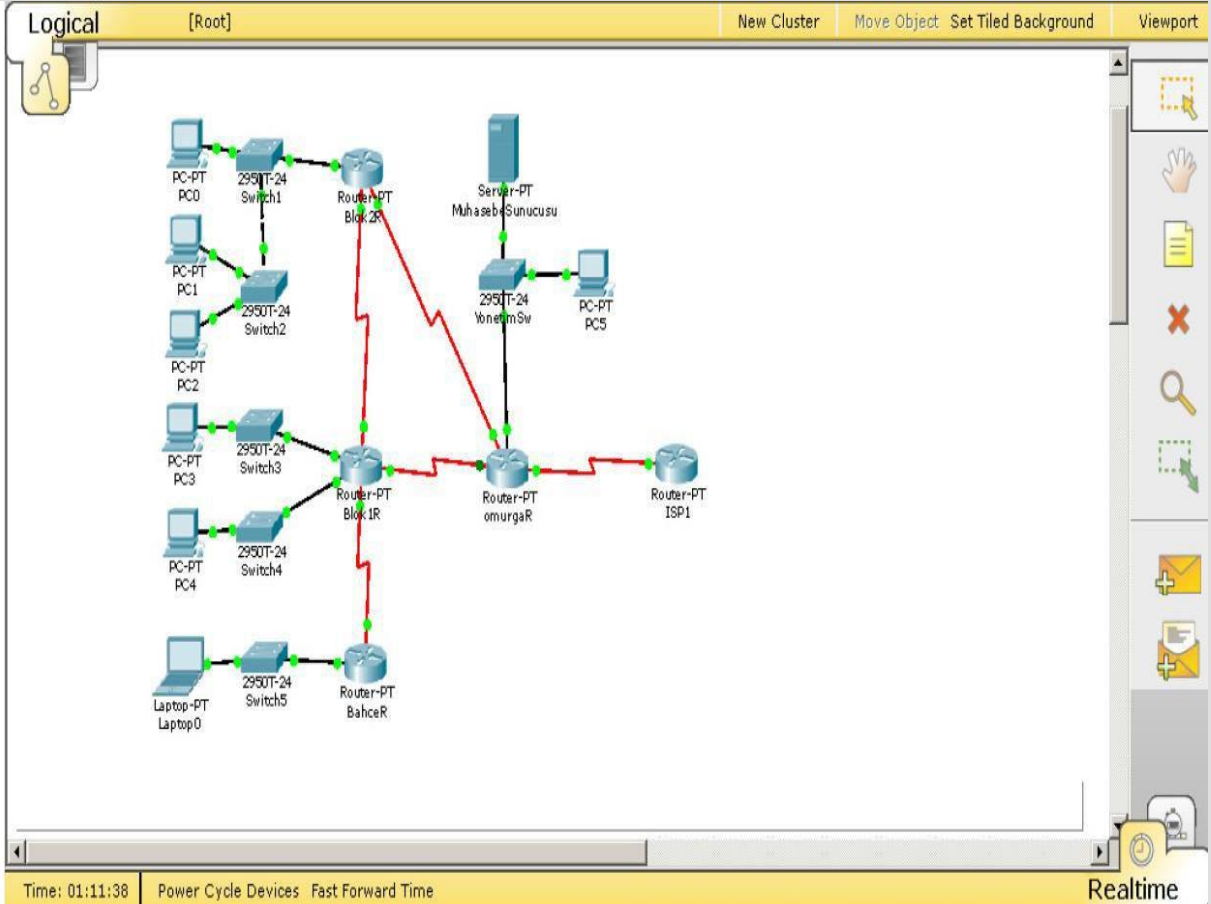 Logical
[Root]
New Cluster
Move Object
Set Tiled Background
Viewport
PC-PT
PC0
2950T-24
Switch1
Router-PT
Blok2R
Server-PT
MuhasebeSunucusu
PC-PT
PC1
2950T-24
Switch2
2950T-24
YonetimSw
PC-PT
PC5
PC-PT
PC2
PC-PT
PC3
2950T-24
Switch3
Router-PT
Blok1R
Router-PT
omurgaR
Router-PT
ISP1
PC-PT
PC4
2950T-24
Switch4
Laptop-PT
Laptop0
2950T-24
Switch5
Router-PT
BahceR
Time: 01:11:38
Power Cycle Devices
Fast Forward Time
Realtime